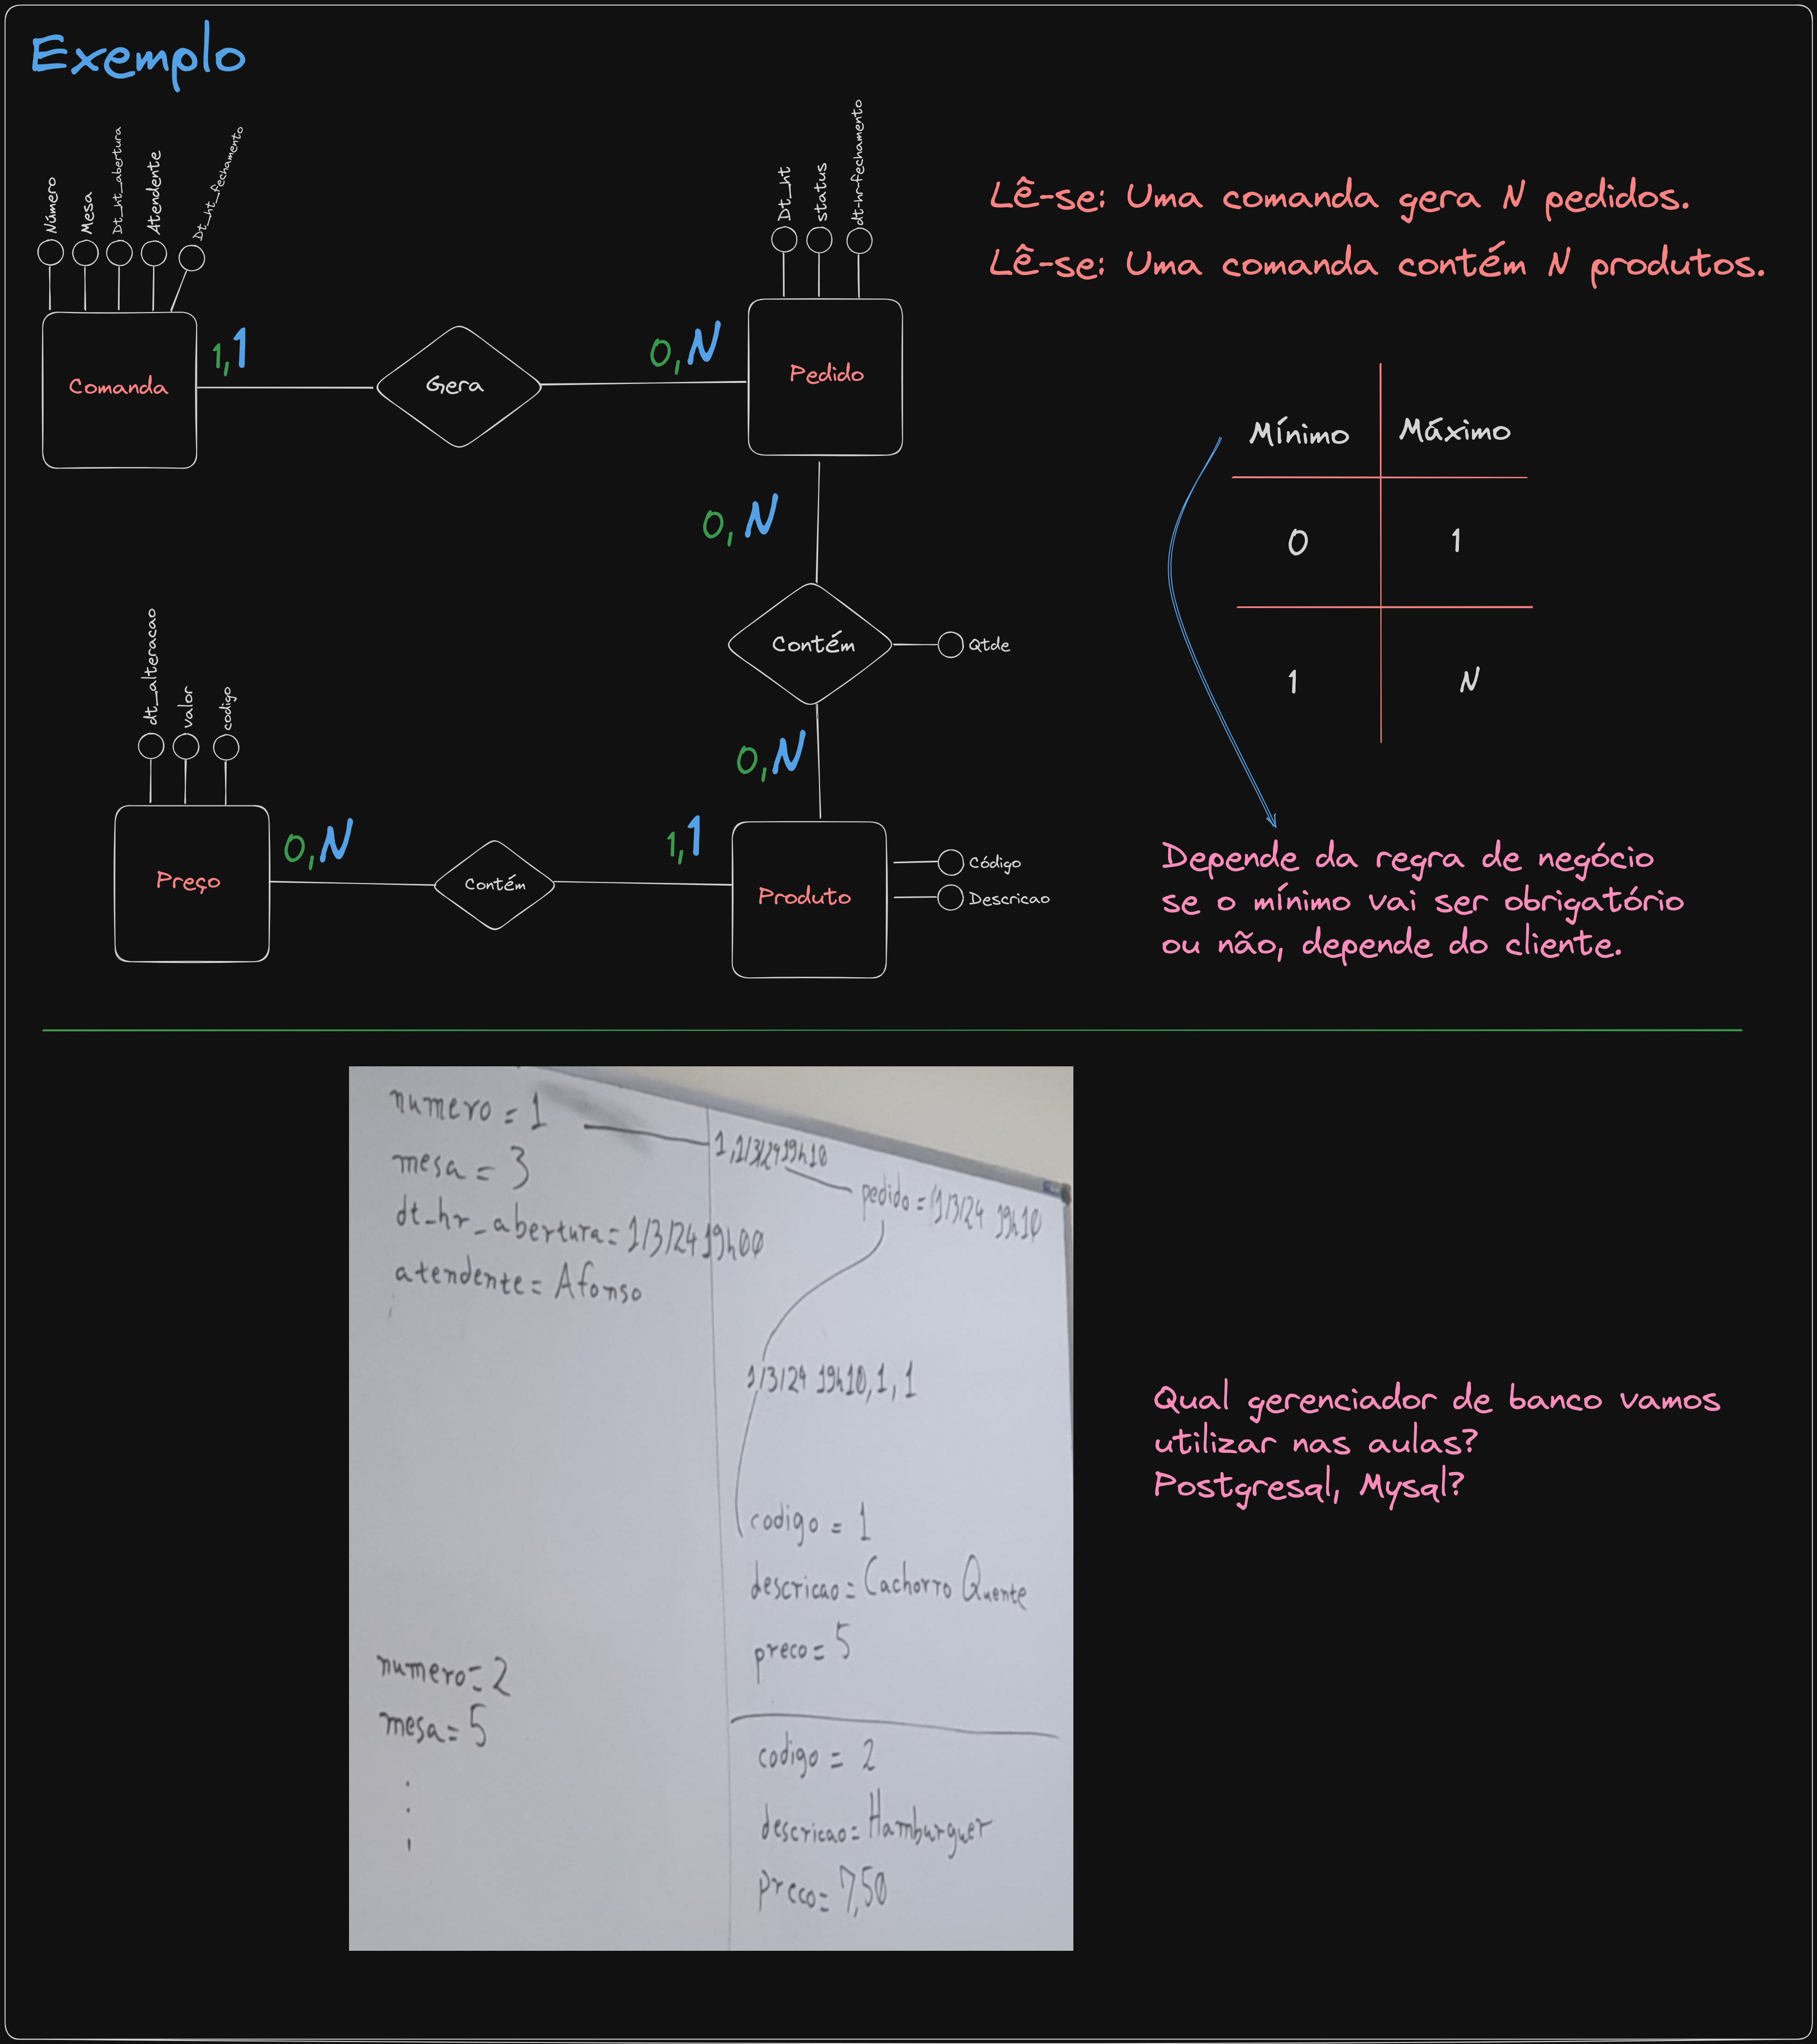 Exemplo
Número
Mesa
Dt_ht_abertura
Atendente
Dt_ht_fechamento
Comanda
1,1
Gera
0,N
Dt_ht
status
dt-hr-fechamento
Pedido
Lê-se: Uma comanda gera N pedidos.
Lê-se: Uma comanda contém N produtos.
0,N
Contém
Qtde
0,N
Mínimo
Máximo
0
1
1
N
dt_alteracao
valor
codigo
Preço
0,N
Contém
1,1
Produto
Código
Descricao
Depende da regra de negócio
se o mínimo vai ser obrigatório
ou não, depende do cliente.
numero = 1
mesa = 3
dt_hr_abertura = 1/3/24 19h00
atendente = Afonso
1, 1/3/24 19h10
pedido = 1/3/24 19h10
1/3/24 19h10, 1, 1
codigo = 1
descricao = Cachorro Quente
preco = 5
numero = 2
mesa = 5
codigo = 2
descricao = Hamburguer
preco = 7,50
Qual gerenciador de banco vamos
utilizar nas aulas?
Postgresal, Mysal?